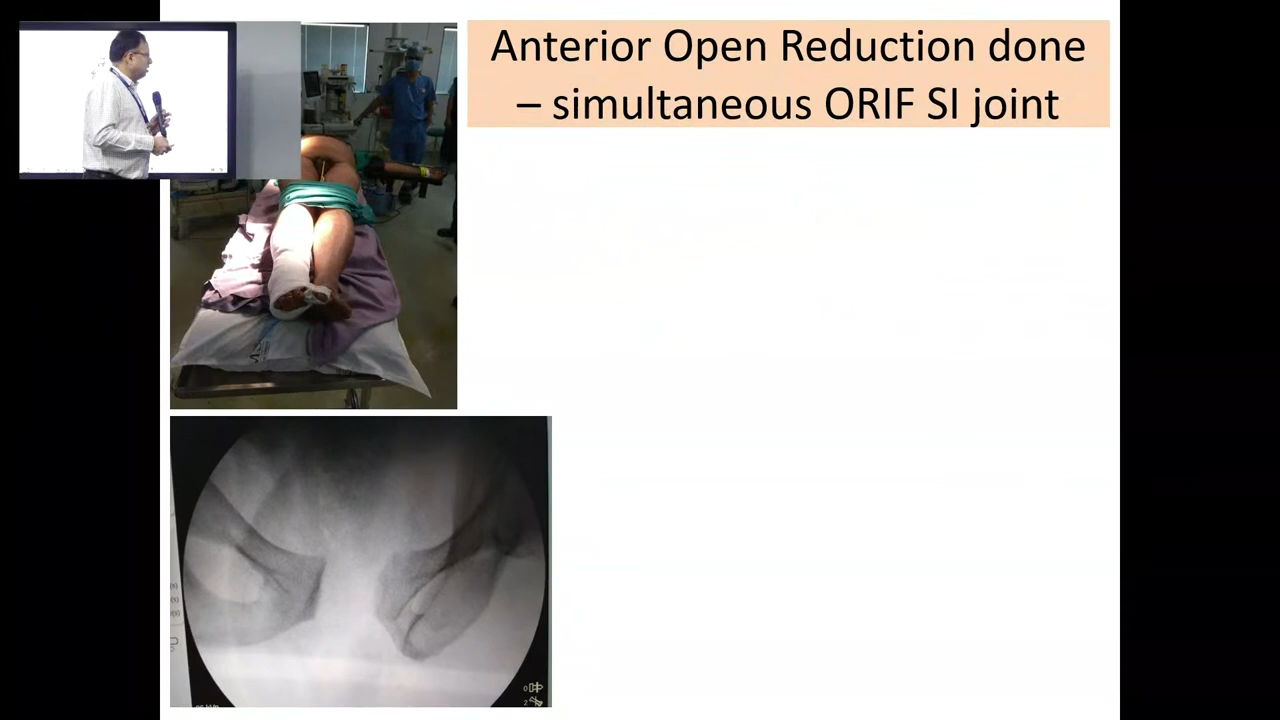 Anterior Open Reduction done
– simultaneous ORIF SI joint